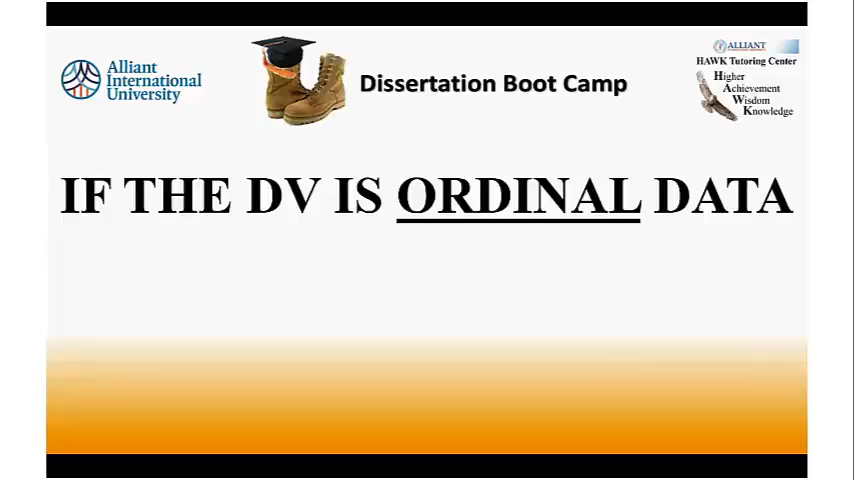 Alliant
International
University
Dissertation Boot Camp
ALLIANT
HAWK Tutoring Center
Higher
Achievement
Wisdom
Knowledge
IF THE DV IS ORDINAL DATA